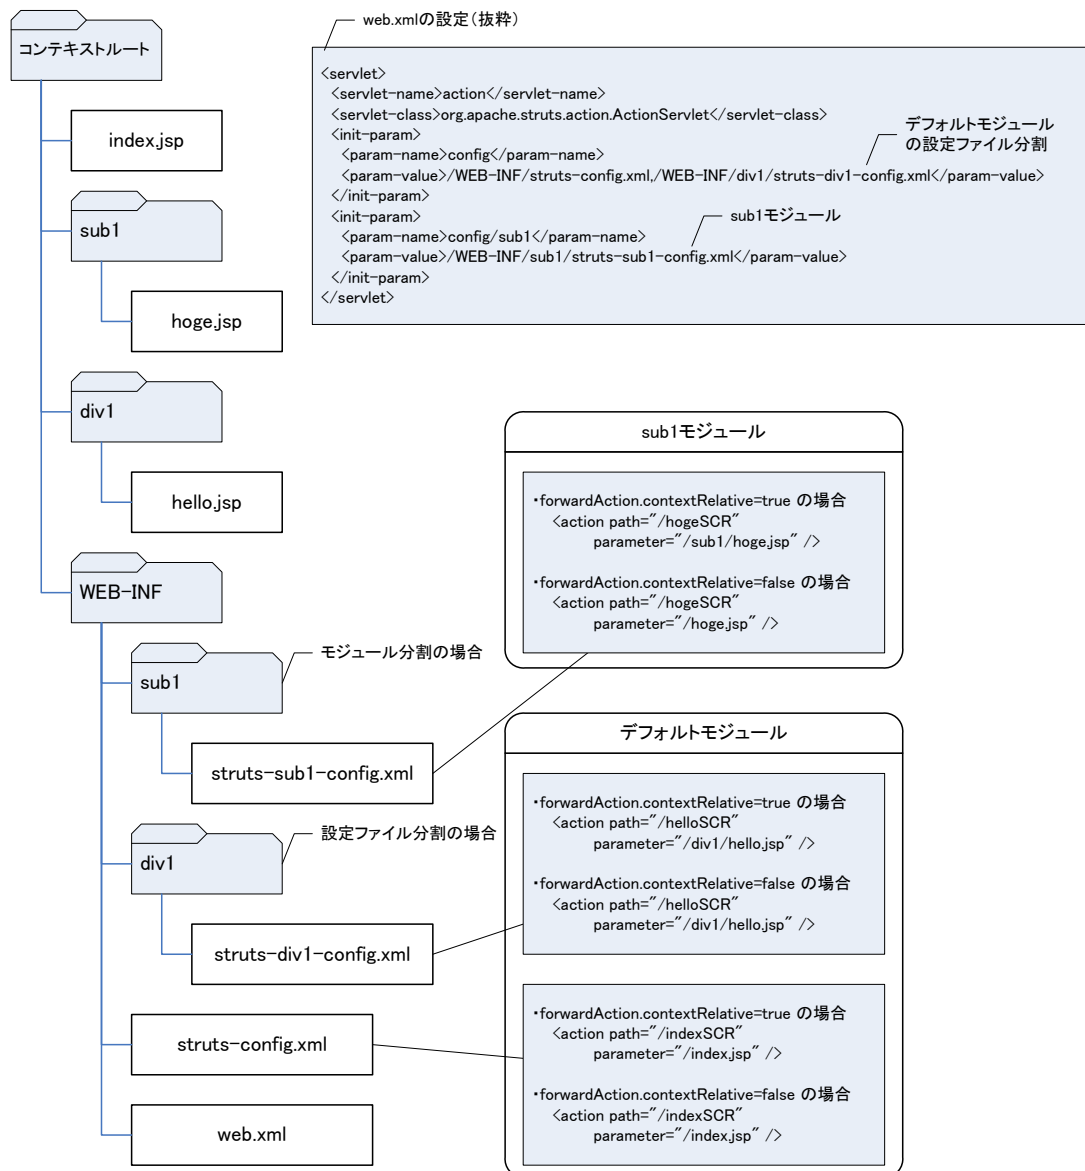 web.xmlの設定(抜粋)
コンテキストルート
<servlet>
<servlet-name>action</servlet-name>
<servlet-class>org.apache.struts.action.ActionServlet</servlet-class>
<init-param>
<param-name>config</param-name>
<param-value>/WEB-INF/struts-config.xml,/WEB-INF/div1/struts-div1-config.xml</param-value>
</init-param>
<init-param>
<param-name>config/sub1</param-name>
<param-value>/WEB-INF/sub1/struts-sub1-config.xml</param-value>
</init-param>
</servlet>
デフォルトモジュール
の設定ファイル分割
sub1モジュール
index.jsp
sub1
hoge.jsp
div1
hello.jsp
WEB-INF
sub1
モジュール分割の場合
struts-sub1-config.xml
div1
設定ファイル分割の場合
struts-div1-config.xml
struts-config.xml
web.xml
sub1モジュール
・forwardAction.contextRelative=true の場合
<action path="/hogeSCR"
parameter="/sub1/hoge.jsp" />
・forwardAction.contextRelative=false の場合
<action path="/hogeSCR"
parameter="/hoge.jsp" />
デフォルトモジュール
・forwardAction.contextRelative=true の場合
<action path="/helloSCR"
parameter="/div1/hello.jsp" />
・forwardAction.contextRelative=false の場合
<action path="/helloSCR"
parameter="/div1/hello.jsp" />
・forwardAction.contextRelative=true の場合
<action path="/indexSCR"
parameter="/index.jsp" />
・forwardAction.contextRelative=false の場合
<action path="/indexSCR"
parameter="/index.jsp" />